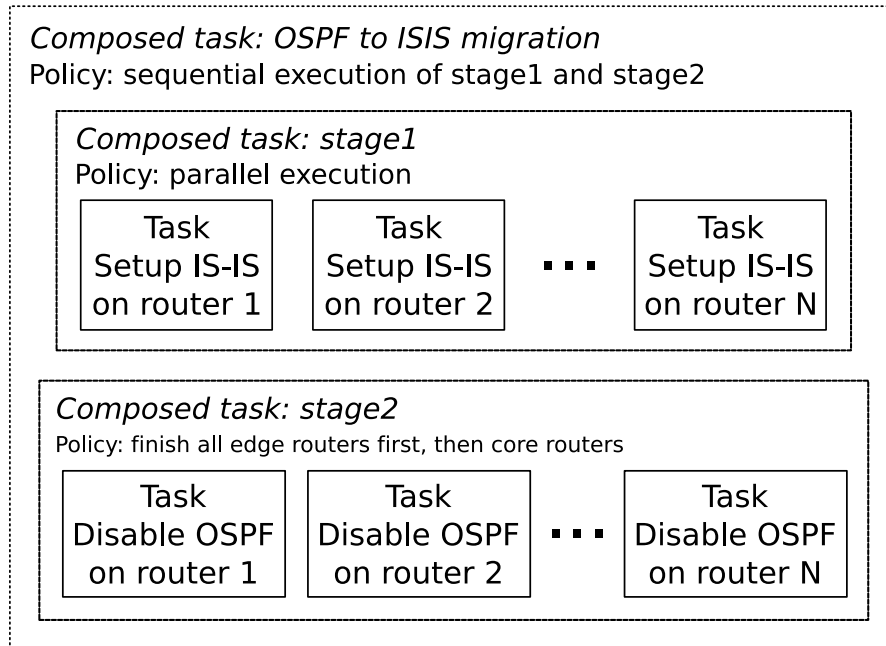 Composed task: OSPF to ISIS migration
Policy: sequential execution of stage1 and stage2
Composed task: stage1
Policy: parallel execution
Task
Setup IS-IS
on router 1
Task
Setup IS-IS
on router 2
...
Task
Setup IS-IS
on router N
Composed task: stage2
Policy: finish all edge routers first, then core routers
Task
Disable OSPF
on router 1
Task
Disable OSPF
on router 2
...
Task
Disable OSPF
on router N